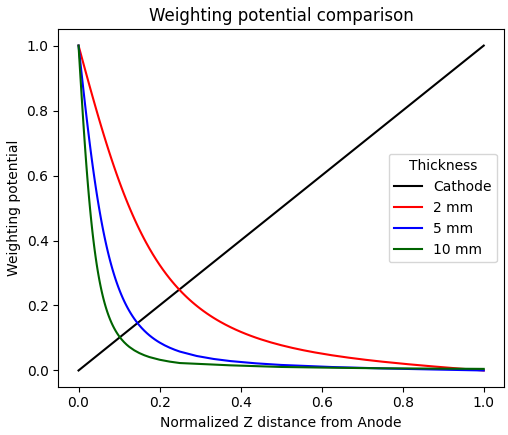 Weighting potential comparison
Weighting potential
1.0
0.8
0.6
0.4
0.2
0.0
Thickness
Cathode
2 mm
5 mm
10 mm
0.0 0.2 0.4 0.6 0.8 1.0
Normalized Z distance from Anode